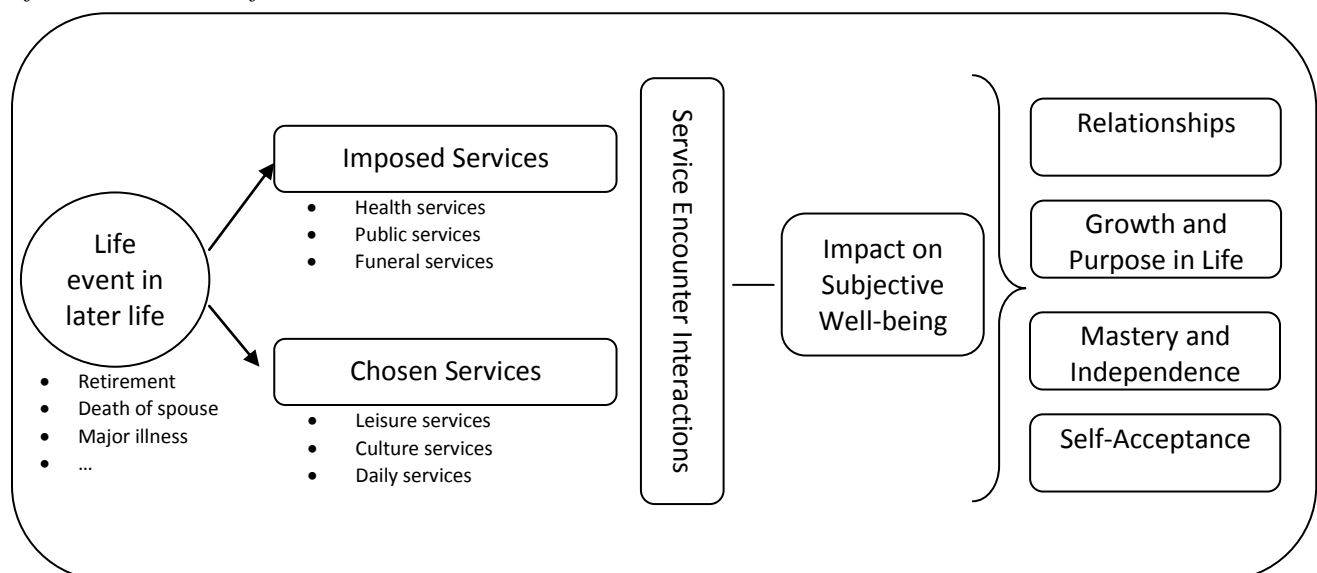 Life
event in
later life
• Retirement
• Death of spouse
• Major illness
• ...
Imposed Services
• Health services
• Public services
• Funeral services
Chosen Services
• Leisure services
• Culture services
• Daily services
Service Encounter Interactions
Impact on
Subjective
Well-being
Relationships
Growth and
Purpose in Life
Mastery and
Independence
Self-Acceptance